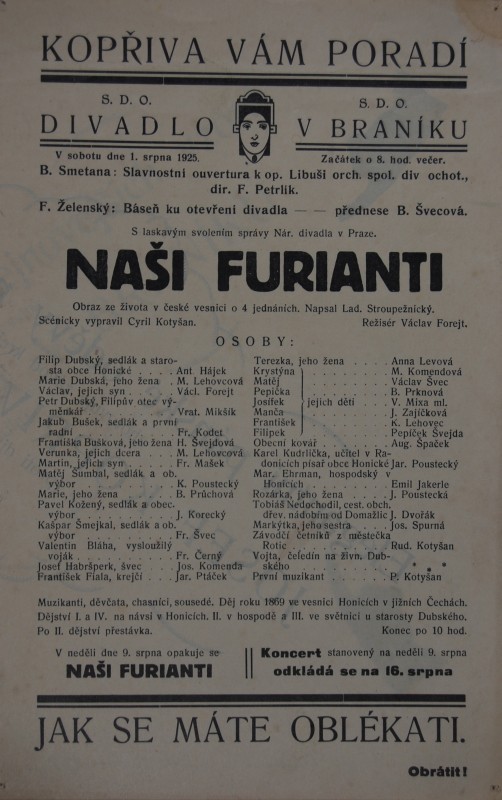 KOPŘIVA VÁM PORADÍ
S. D. O.
S. D. O.
DIVADLO V BRANÍKU
V sobotu dne 1. srpna 1925.
Začátek o 8. hod. večer.
B. Smetana: Slavnostní ouvertura k op. Libuši orch. spol. div ochot.,
dir. F. Petrlik.
F. Želenský: Báseň ku otevření divadla — — přednese B. Švecová.
S laskavým svolením správy Nár. divadla v Praze.
NAŠI FURIANTI
Obraz ze života v české vesnici o 4 jednáních. Napsal Lad. Stroupežnický.
Scénicky vypravil Cyril Kotyšan.
Režisér Václav Forejt.
OSOBY:
Filip Dubský, sedlák a staro-
sta obce Honické . . . . Ant. Hájek
Marie Dubská, jeho žena . M. Lehovcová
Václav, jejich syn . . . . . Václ. Forejt
Petr Dubský, Filipův otec vý-
měnkář . . . . . . . . Vrat. Mikšík
Jakub Bušek, sedlák a první
radní . . . . . . . . . Fr. Kodet
Františka Bušková, jeho žena H. Švejdová
Verunka, jejich dcera . . . M. Lehovcová
Martin, jejich syn . . . . . Fr. Mašek
Matěj Šumbal, sedlák a ob.
výbor . . . . . . . . K. Poustecký
Marie, jeho žena . . . . . B. Průchová
Pavel Kožený, sedlák a obec.
výbor . . . . . . . . . J. Korecký
Kašpar Šmejkal, sedlák a ob.
výbor . . . . . . . . . Fr. Švec
Valentin Bláha, vysloužilý
voják . . . . . . . . . Fr. Černý
Josef Habršperk, švec . . Jos. Komenda
František Fiala, krejčí . . . Jar. Ptáček
Terezka, jeho žena . . . . . Anna Levová
Krystýna . . . . . M. Komendová
Matěj . . . . . Václav Švec
Pepička . . . . . B. Prknová
Josífek jejich děti . . V. Mixa ml.
Manča . . . . . J. Zajíčková
František . . . . . K. Lehovec
Filípek . . . . . Pepíček Švejda
Obecní kovář . . . . . . . Aug. Špaček
Karel Kudrlička, učitel v Ra-
donicích písař obce Honické Jar. Poustecký
Mar. Ehrman, hospodský v
Honicích . . . . . . . . Emil Jakerle
Rozárka, jeho žena . . . . J. Poustecká
Tobiáš Nedochodil, cest. obch.
dřev. nádobím od Domažlic J. Dvořák
Markýtka, jeho sestra . . . Jos. Spurná
Závodčí četníků z městečka
Rotic . . . . . . . . . Rud. Kotyšan
Vojta, čeledín na živn. Dub-
ského . . . . . . . .
První muzikant . . . . . . P. Kotyšan
Muzikanti, děvčata, chasníci, sousedé. Děj roku 1869 ve vesnici Honicích v jižních Čechách.
Dějství I. a IV. na návsi v Honicích. II. v hospodě a III. ve světnici u starosty Dubského.
Po II. dějství přestávka.
Konec po 10. hod.
V neděli dne 9. srpna opakuje se
NAŠI FURIANTI
Koncert stanovený na neděli 9. srpna
odkládá se na 16. srpna
JAK SE MÁTE OBLÉKATI.
Obrátit!